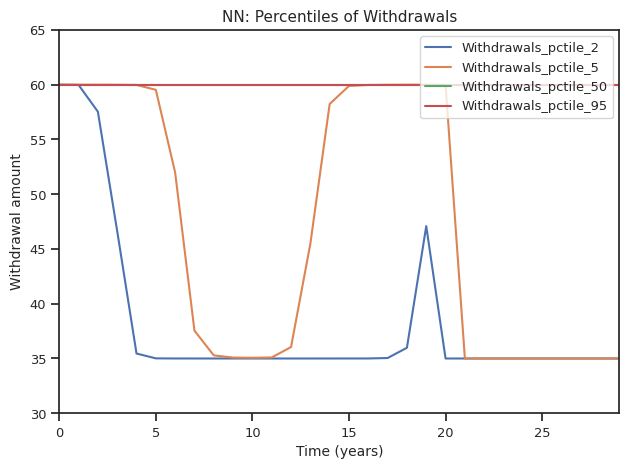 NN: Percentiles of Withdrawals
65
60
55
50
45
40
35
30
Withdrawal amount
Withdrawals_pctile_2
Withdrawals_pctile_5
Withdrawals_pctile_50
Withdrawals_pctile_95
0 5 10 15 20 25
Time (years)